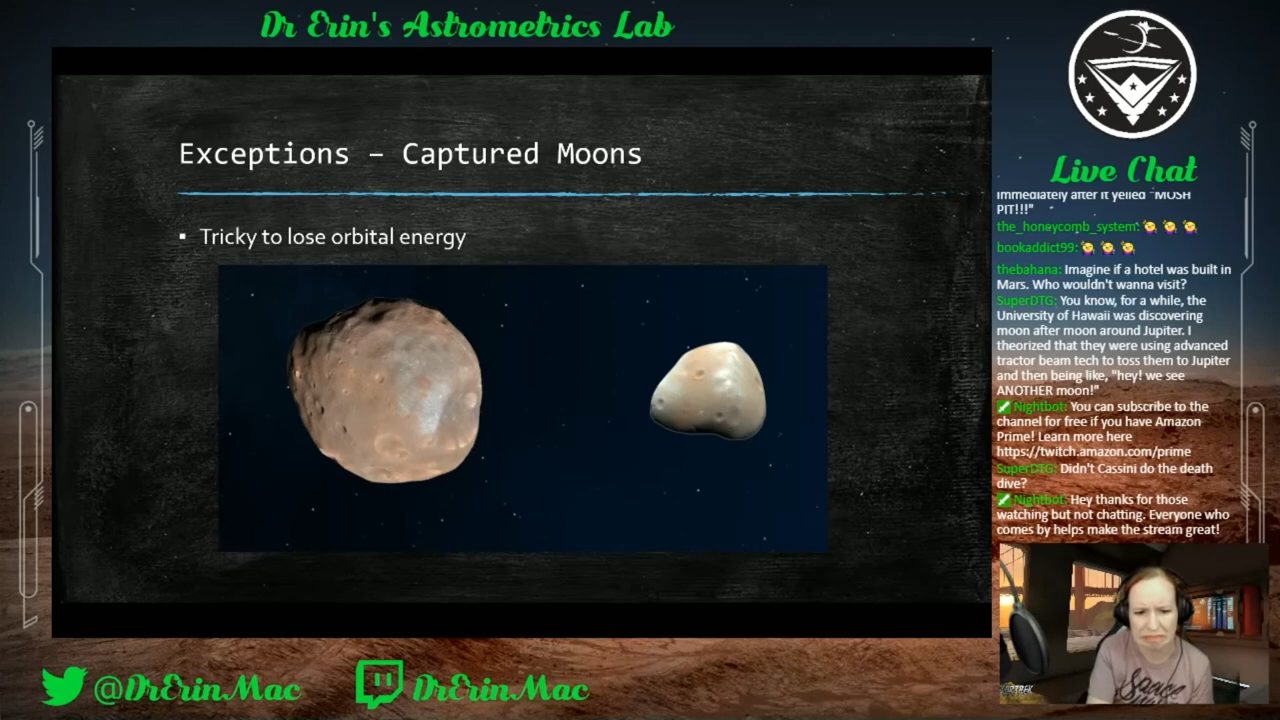 Dr Erin's Astrometrics Lab
Exceptions – Captured Moons
▪ Tricky to lose orbital energy
Live Chat
immediately after it yelled "MOSH
PIT!!!"
the_honeycomb_system:
bookaddict99:
thebahana: Imagine if a hotel was built in
Mars. Who wouldn't wanna visit?
SuperDTG: You know, for a while, the
University of Hawaii was discovering
moon after moon around Jupiter. I
theorized that they were using advanced
tractor beam tech to toss them to Jupiter
and then being like, "hey! we see
ANOTHER moon!"
Nightbot: You can subscribe to the
channel for free if you have Amazon
Prime! Learn more here
https://twitch.amazon.com/prime
SuperDTG: Didn't Cassini do the death
dive?
Nightbot: Hey thanks for those
watching but not chatting. Everyone who
comes by helps make the stream great!
Space
@DrErinMac
DrErinMac